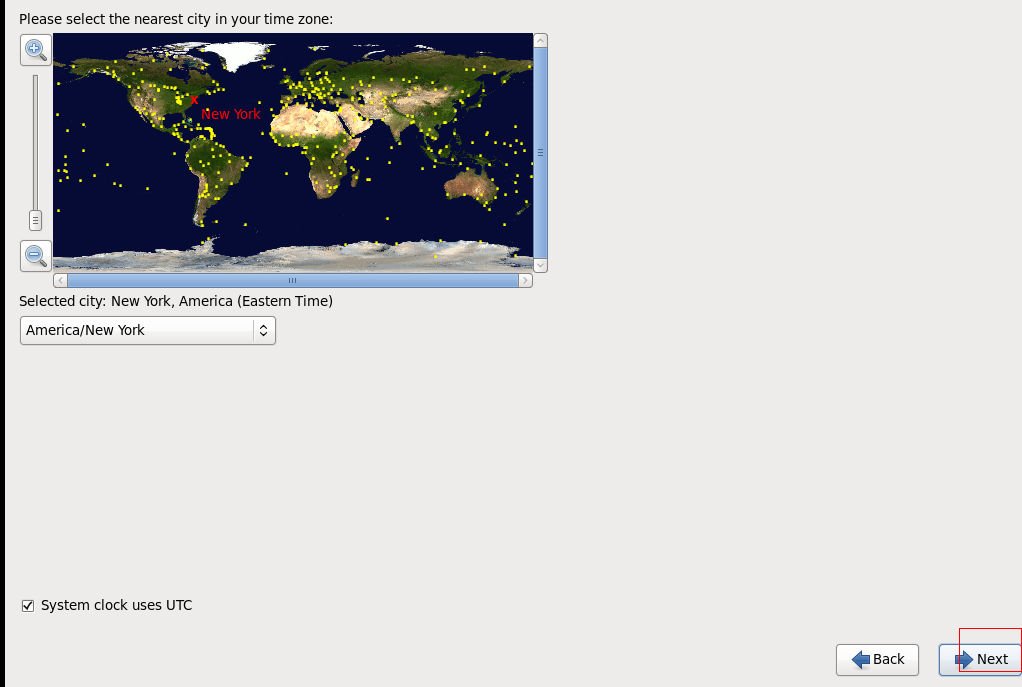 Please select the nearest city in your time zone:
New York
Selected city: New York, America (Eastern Time)
America/New York
System clock uses UTC
Back
Next